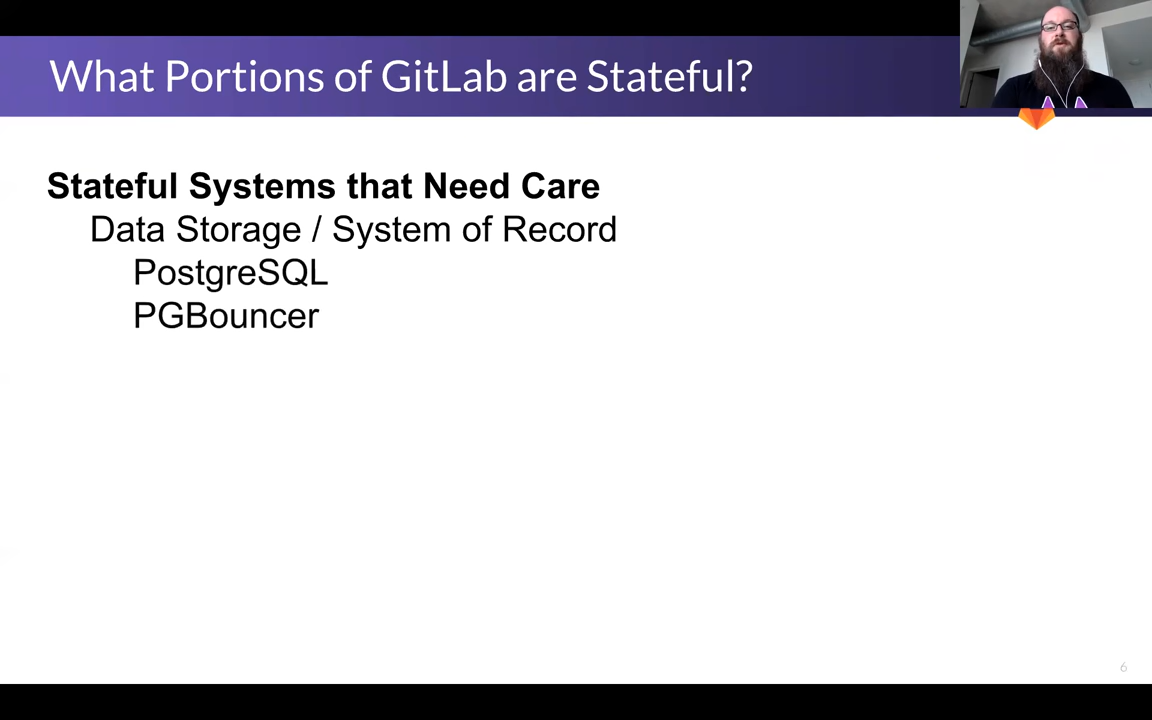 What Portions of GitLab are Stateful?
Stateful Systems that Need Care
Data Storage / System of Record
PostgreSQL
PGBouncer
6